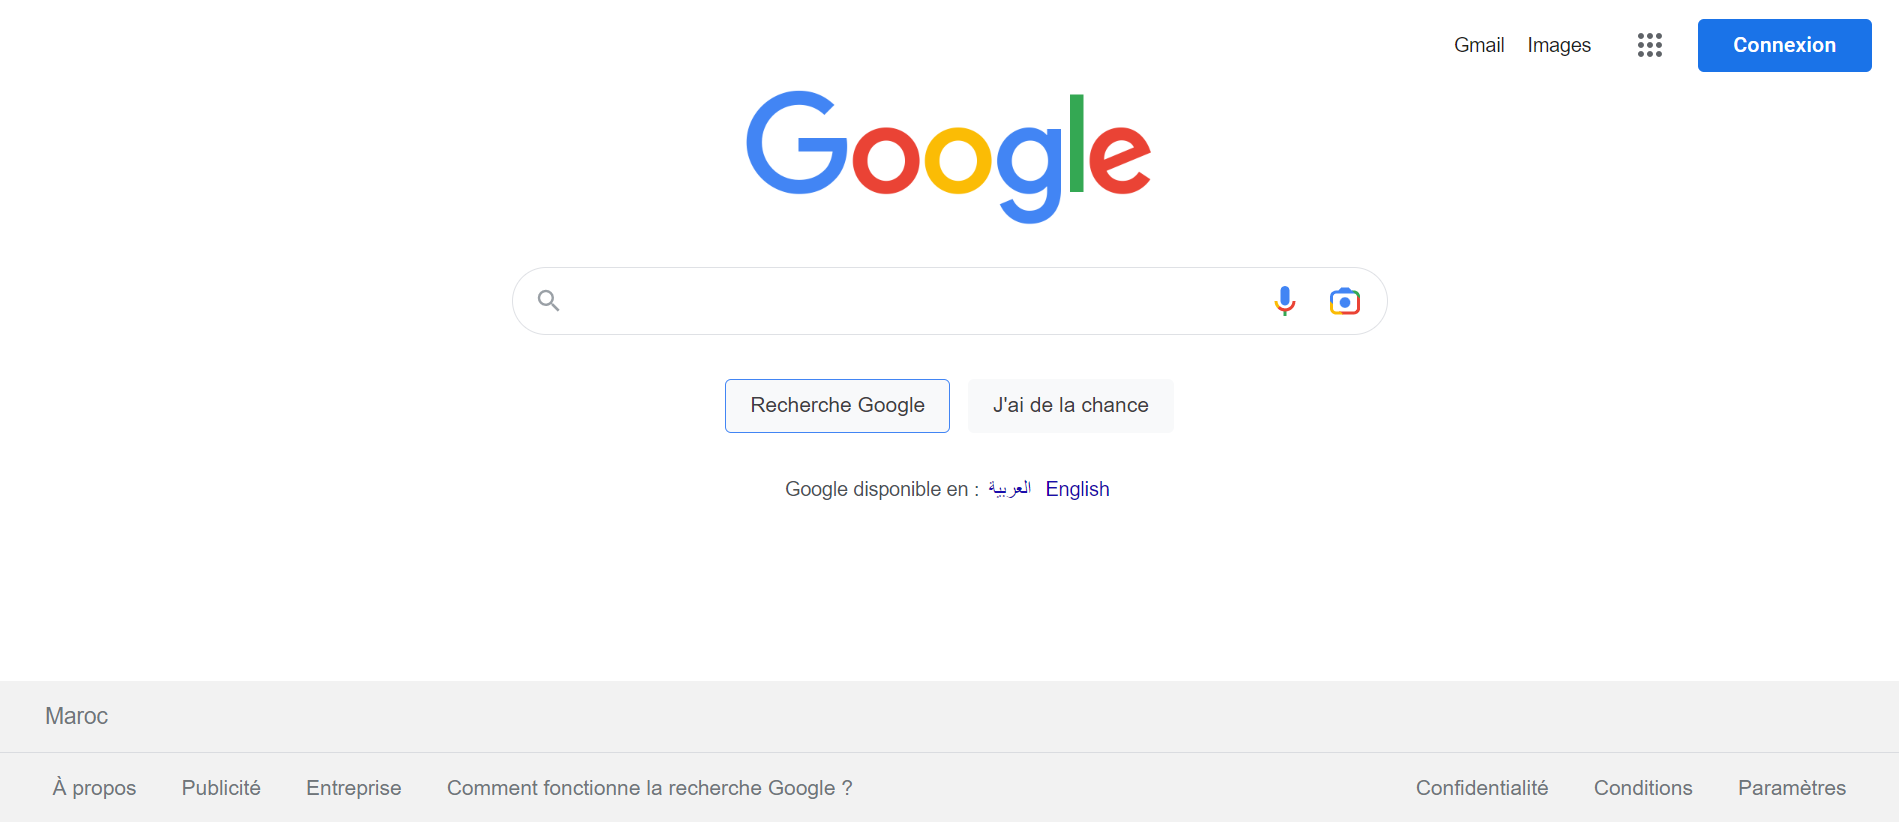 Gmail Images Connexion
Google
Recherche Google J'ai de la chance
Google disponible en : العربية English
Maroc
À propos Publicité Entreprise Comment fonctionne la recherche Google ? Confidentialité Conditions Paramètres